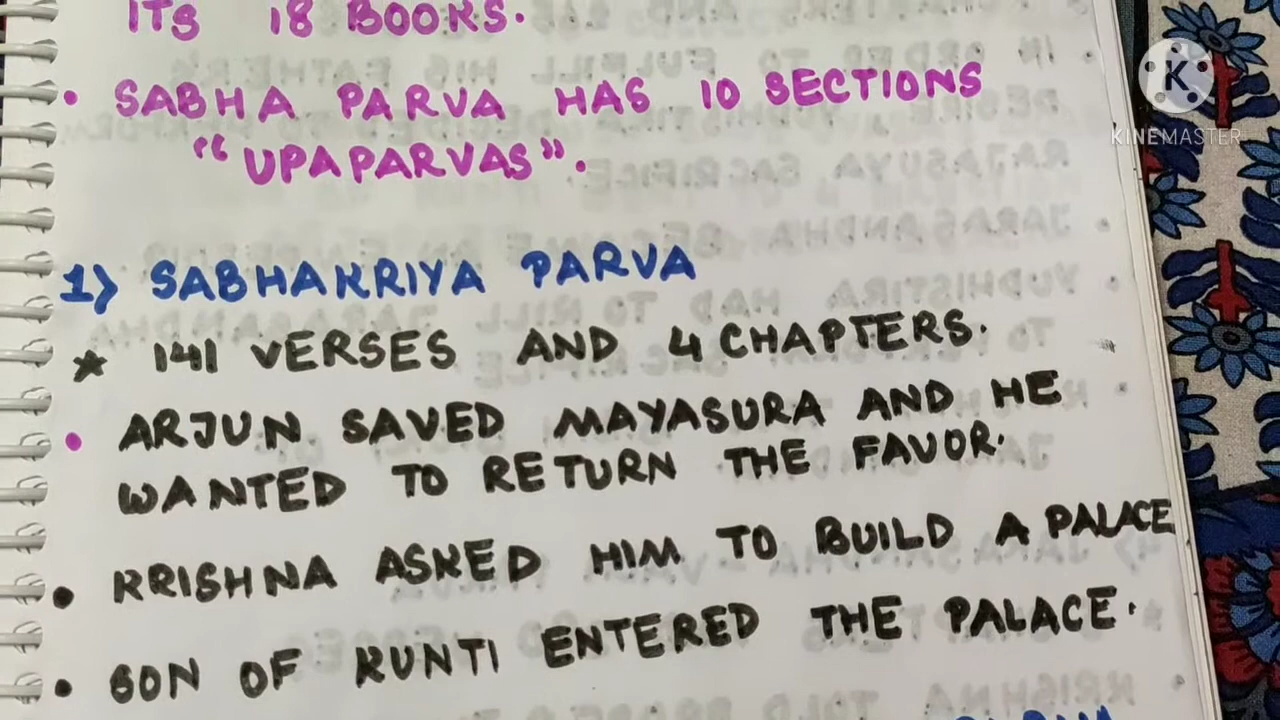 ITS 18 BOOKS.
• SABHA PARVA HAS 10 SECTIONS
"UPAPARVAS".
1) SABHAKRIYA PARVA
★ 141 VERSES AND 4 CHAPTERS.
• ARJUN SAVED MAYASURA AND HE
WANTED TO RETURN THE FAVOR.
• KRISHNA ASKED HIM TO BUILD A PALACE
• SON OF KUNTI ENTERED THE PALACE.
K
KINEMASTER